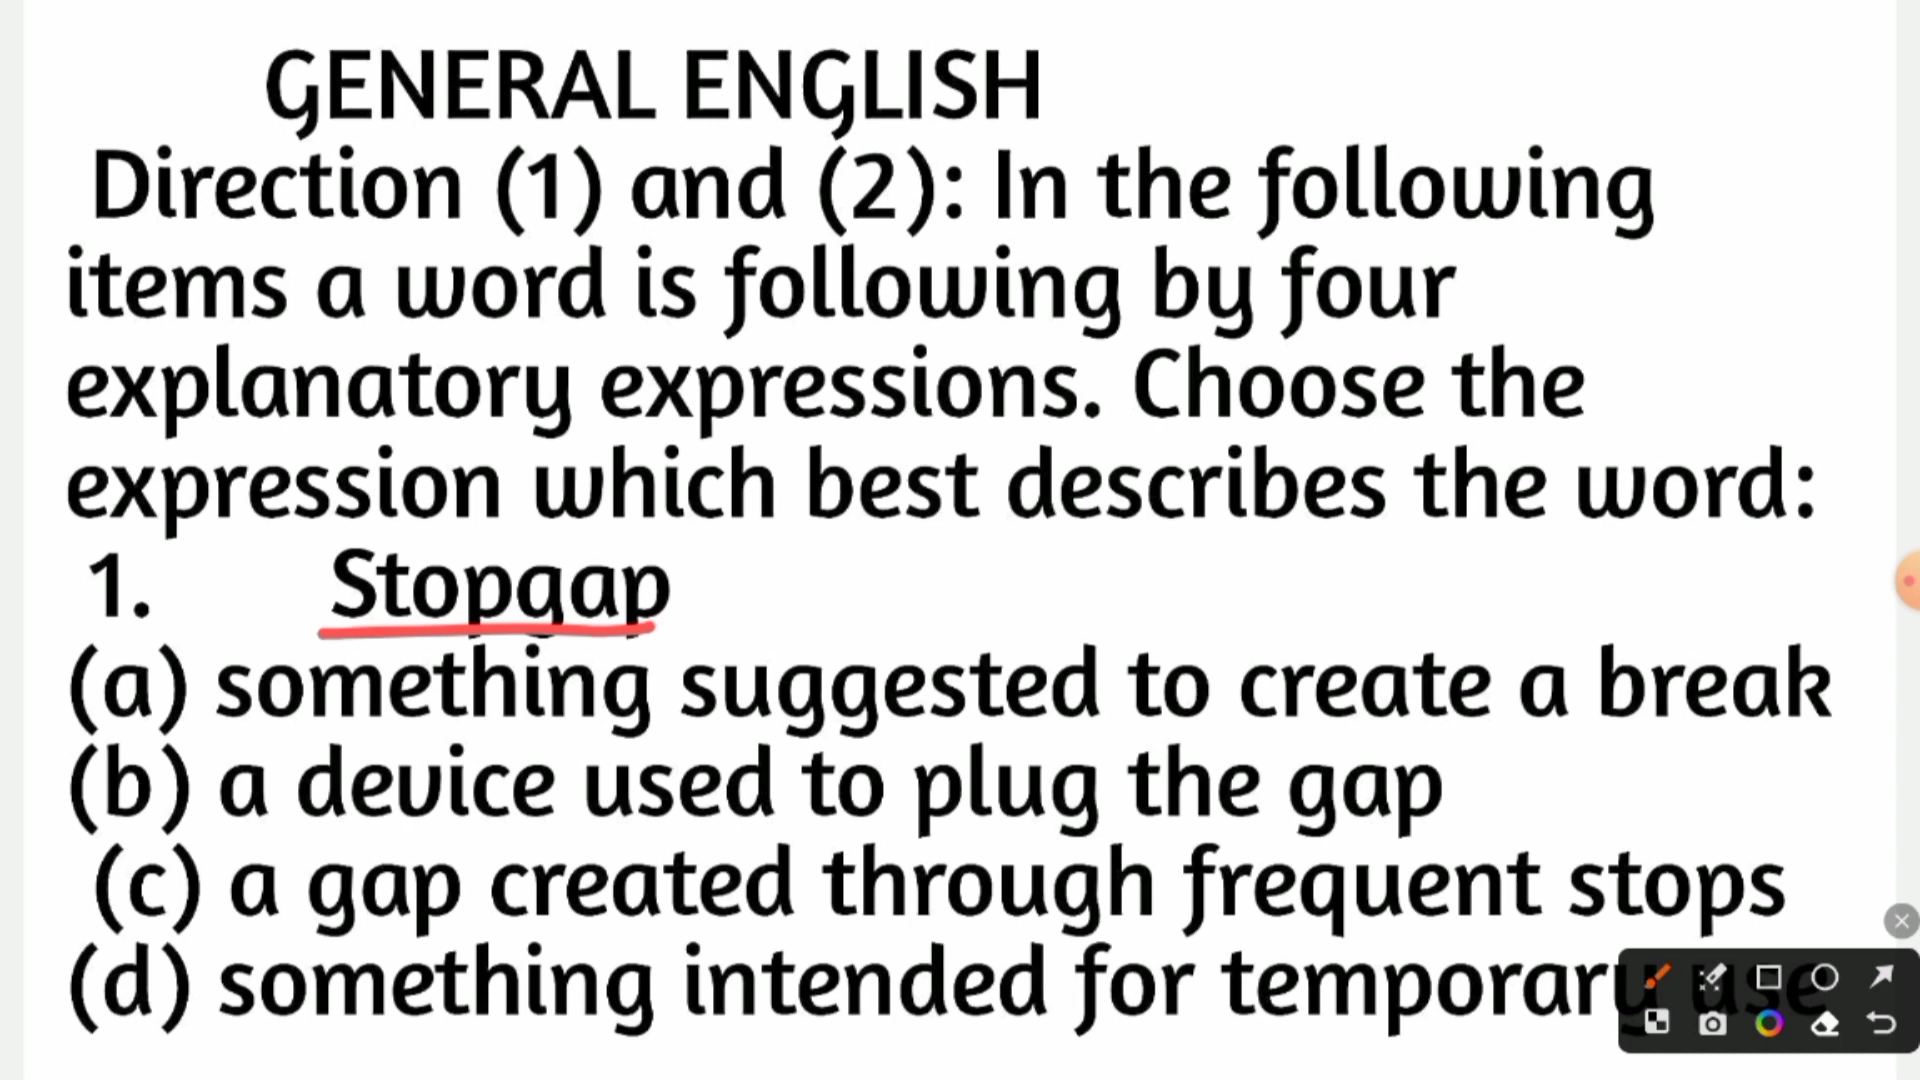 GENERAL ENGLISH
Direction (1) and (2): In the following
items a word is following by four
explanatory expressions. Choose the
expression which best describes the word:
1. Stopgap
(a) something suggested to create a break
(b) a device used to plug the gap
(c) a gap created through frequent stops
(d) something intended for temporary use